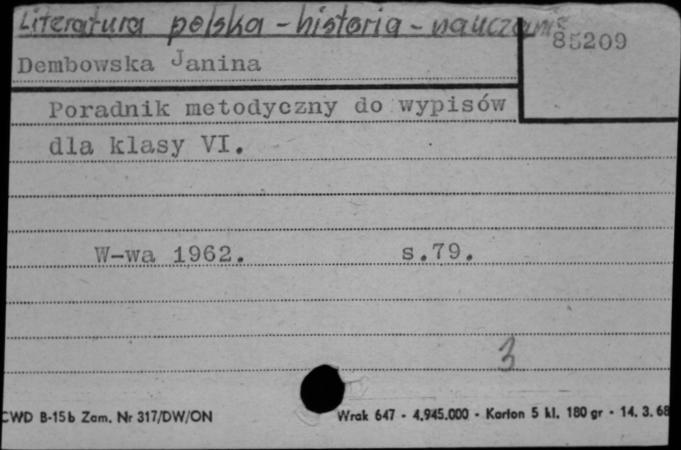 Literatura polska - historia - nauczanie
85209
Dembowska Janina
Poradnik metodyczny do wypisów
dla klasy VI.
W-wa 1962. s.79.
3
CWD B-15b Zam. Nr 317/DW/ON Wrak 647 - 4.945.000 - Karton 5 kl. 180 gr - 14. 3. 68